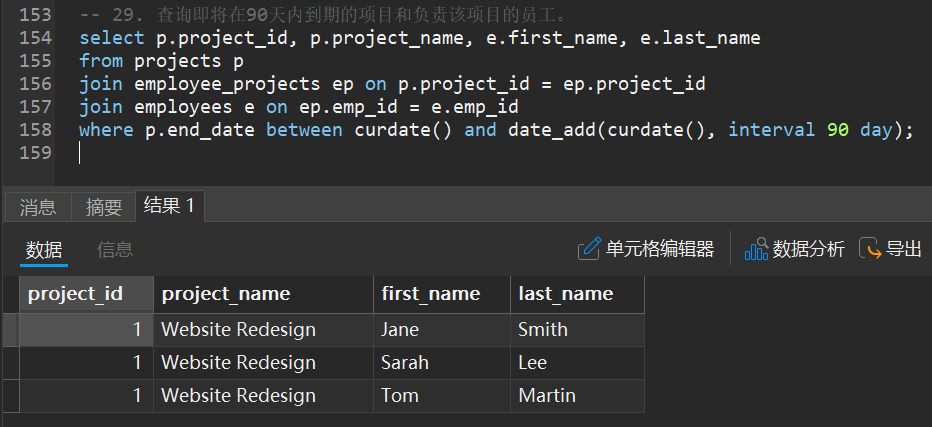 153 -- 29. 查询即将在90天内到期的项目和负责该项目的员工。
154 select p.project_id, p.project_name, e.first_name, e.last_name
155 from projects p
156 join employee_projects ep on p.project_id = ep.project_id
157 join employees e on ep.emp_id = e.emp_id
158 where p.end_date between curdate() and date_add(curdate(), interval 90 day);
159
消息 摘要 结果 1
数据 信息 单元格编辑器 数据分析 导出
project_id project_name first_name last_name
1 Website Redesign Jane Smith
1 Website Redesign Sarah Lee
1 Website Redesign Tom Martin